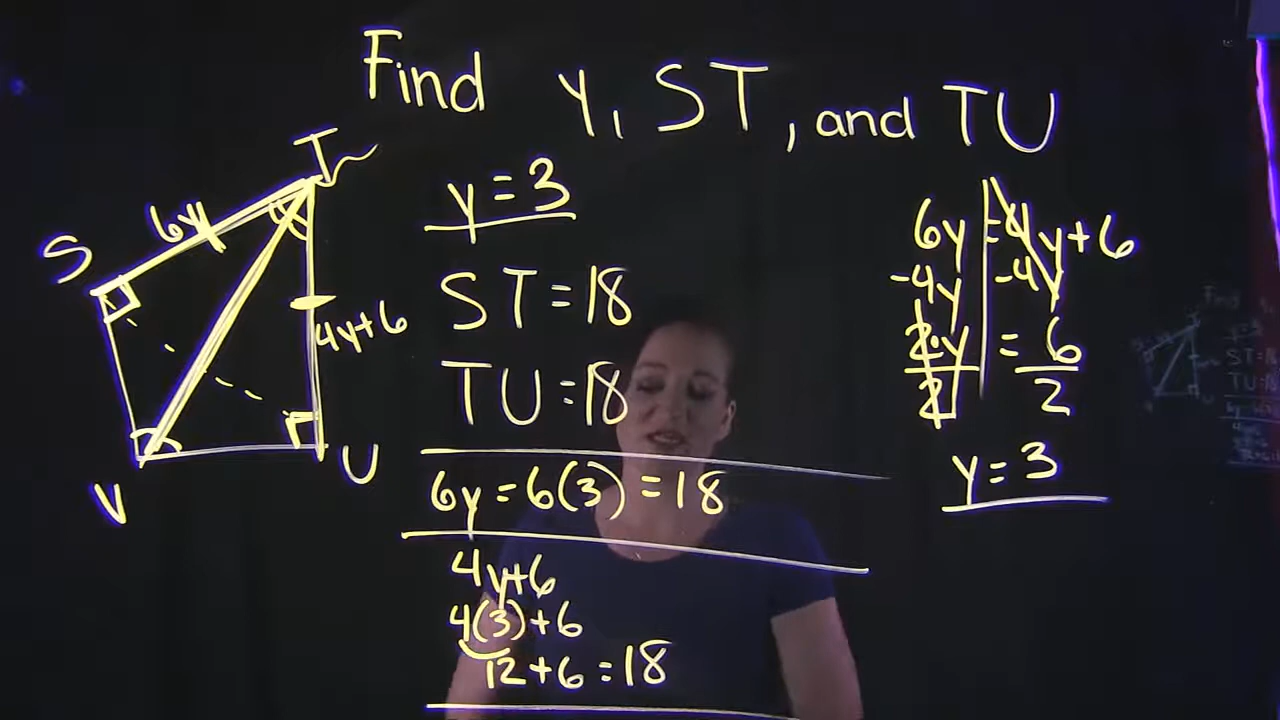 Find y, ST, and TU
T
S
6y
4y+6
V
U
y=3
ST=18
TU=18
6y=6(3)=18
4y+6
4(3)+6
12+6=18
6y=4y+6
-4y -4y
2·y = 6
2 2
y=3